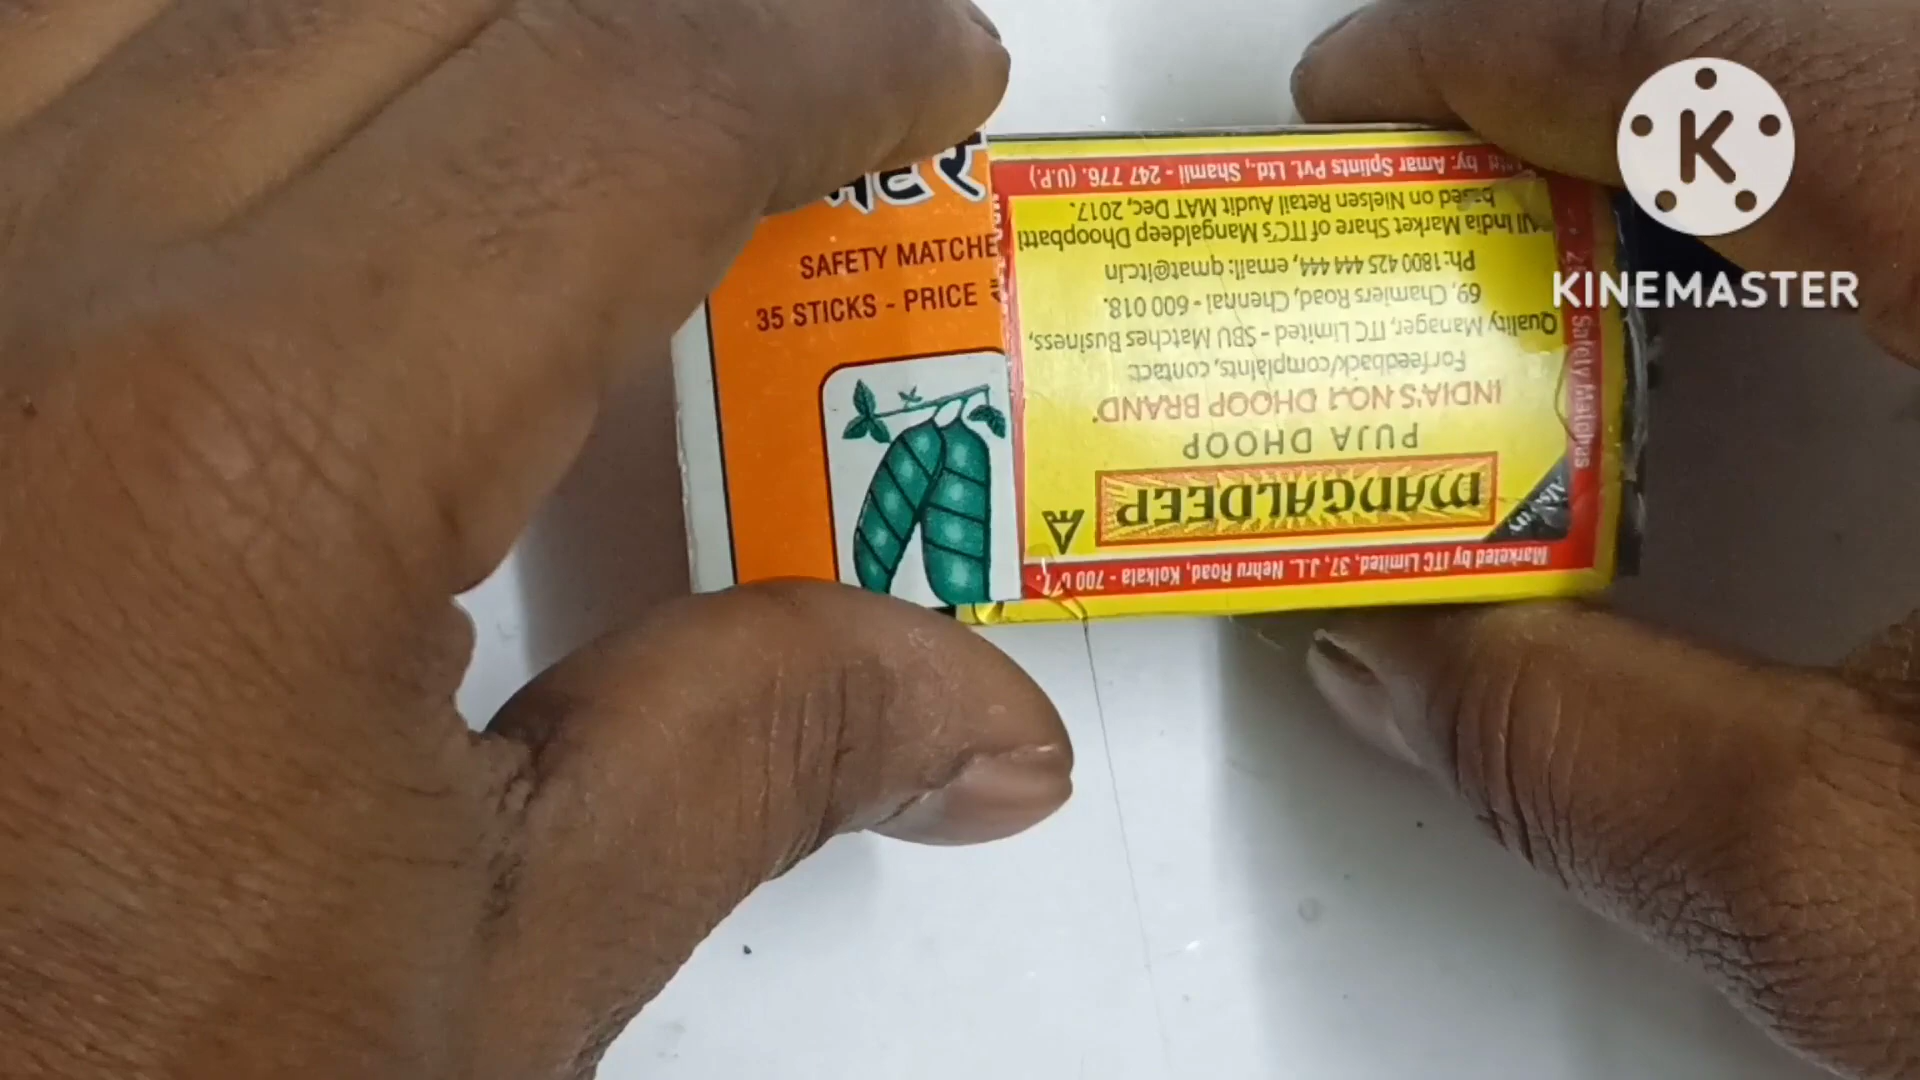 मटर
SAFETY MATCHE
35 STICKS - PRICE
Marketed by ITC Limited, 37, J.L. Nehru Road, Kolkata - 700 071.
MANGALDEEP
PUJA DHOOP
INDIA'S NO.1 DHOOP BRAND*
For feedback/complaints, contact:
Quality Manager, ITC Limited - SBU Matches Business,
69, Chamiers Road, Chennai - 600 018.
Ph: 1800 425 444 444, email: qmat@itc.in
All India Market Share of ITC's Mangaldeep Dhoopbatti
based on Nielsen Retail Audit MAT Dec, 2017.
by: Amar Splints Pvt. Ltd., Shamli - 247 776. (U.P.)
Safety Matches
K
KINEMASTER